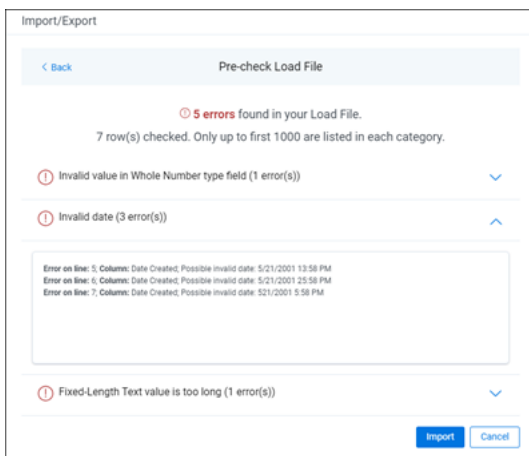 Import/Export
< Back
Pre-check Load File
5 errors found in your Load File.
7 row(s) checked. Only up to first 1000 are listed in each category.
Invalid value in Whole Number type field (1 error(s))
Invalid date (3 error(s))
Error on line: 5; Column: Date Created; Possible invalid date: 5/21/2001 13:58 PM
Error on line: 6; Column: Date Created; Possible invalid date: 5/21/2001 25:58 PM
Error on line: 7; Column: Date Created; Possible invalid date: 521/2001 5:58 PM
Fixed-Length Text value is too long (1 error(s))
Import
Cancel